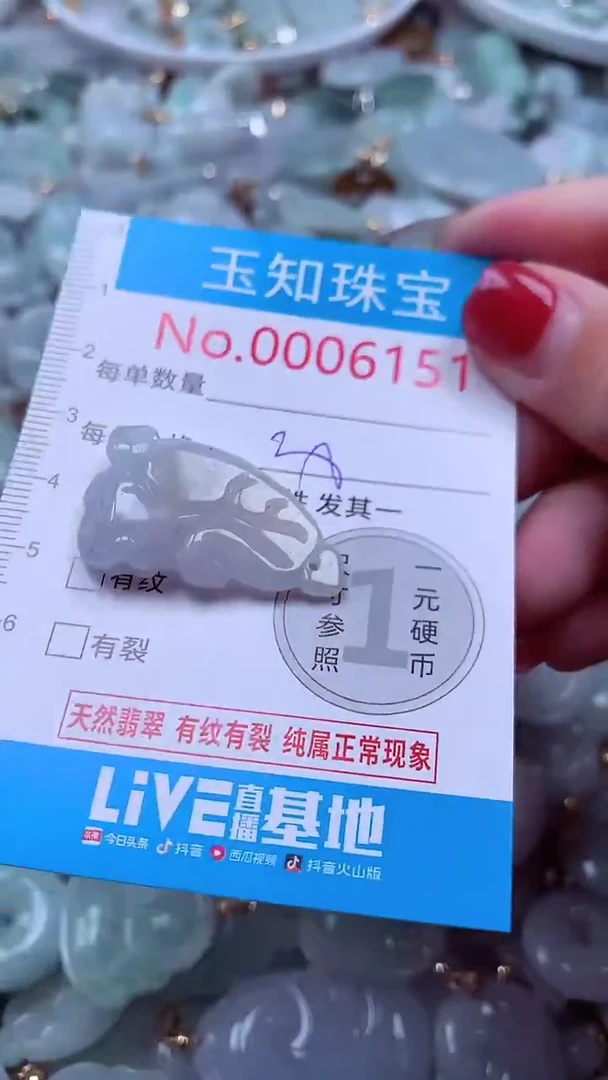 玉知珠宝
No.0006151
1
2
每单数量
3
每
4
发其一
5
有纹
6
有裂
寸参照
1
一元硬币
天然翡翠 有纹有裂 纯属正常现象
LiVE直播基地
头条 今日头条 抖音 西瓜视频 抖音火山版